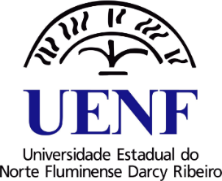 UENF
Universidade Estadual do
Norte Fluminense Darcy Ribeiro